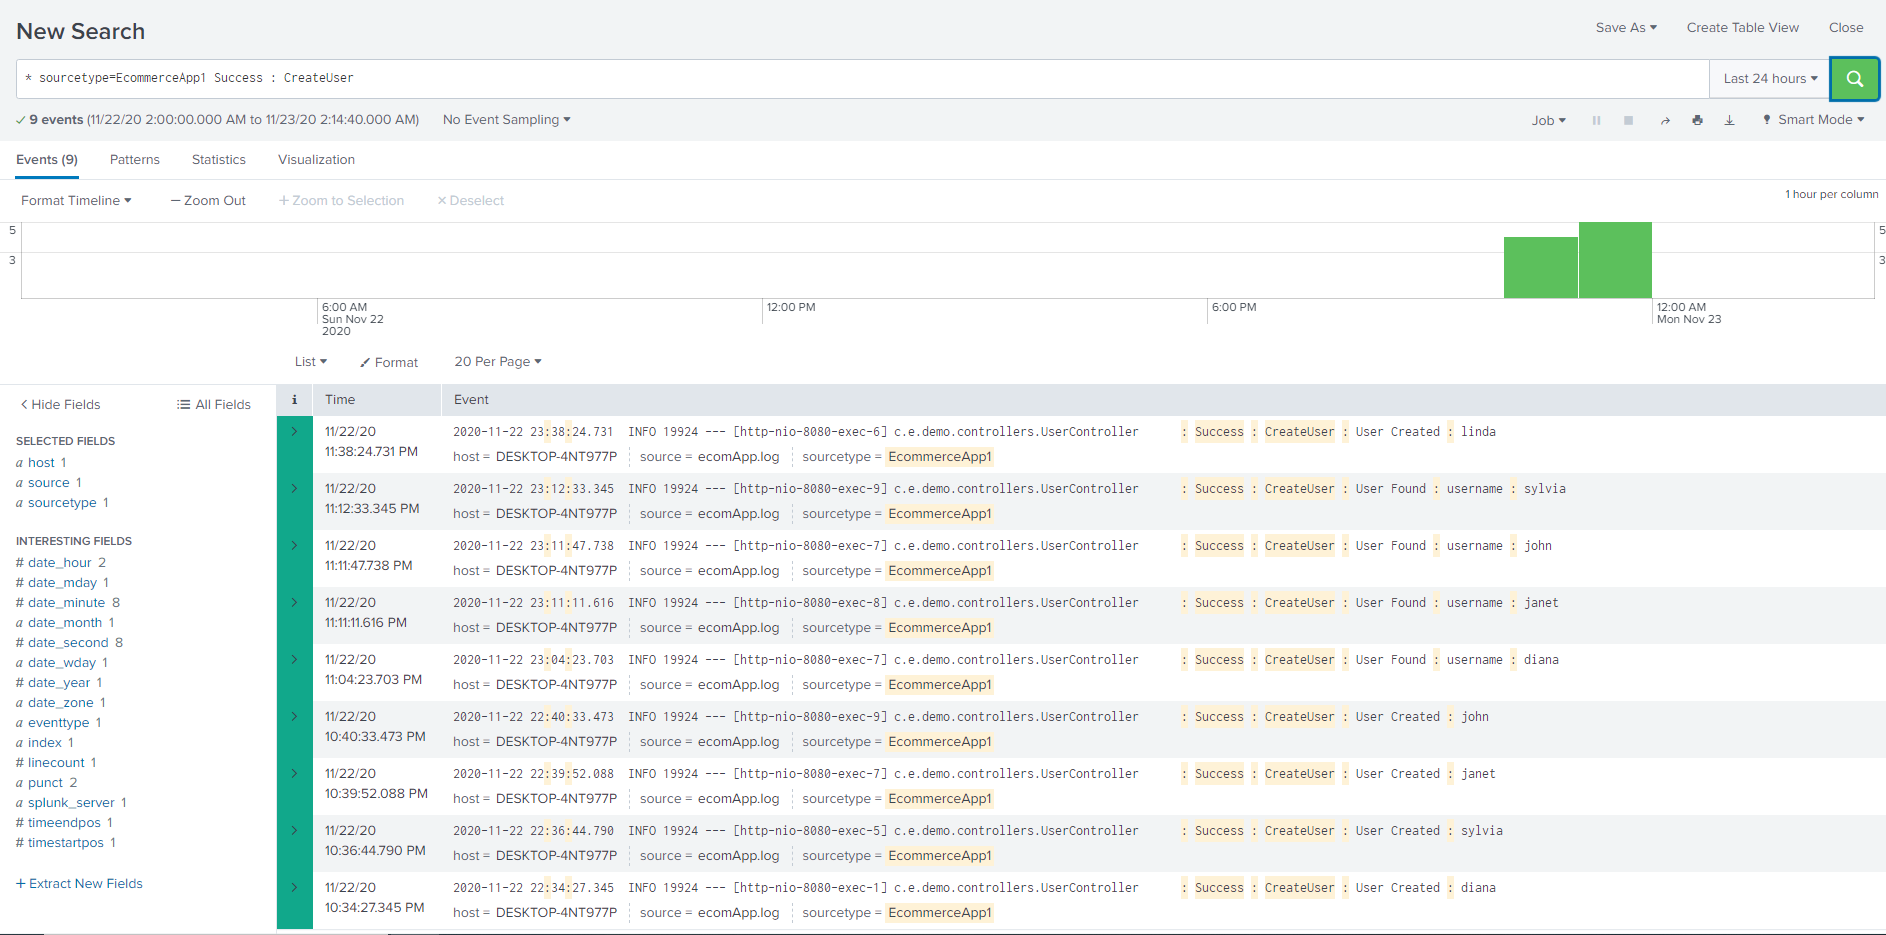 New Search
Save As Create Table View Close
* sourcetype=EcommerceApp1 Success : CreateUser
Last 24 hours
9 events (11/22/20 2:00:00.000 AM to 11/23/20 2:14:40.000 AM) No Event Sampling
Job Smart Mode
Events (9) Patterns Statistics Visualization
Format Timeline — Zoom Out + Zoom to Selection × Deselect
1 hour per column
5 5
3 3
6:00 AM 12:00 PM 6:00 PM 12:00 AM
Sun Nov 22 Mon Nov 23
2020
List Format 20 Per Page
< Hide Fields All Fields
SELECTED FIELDS
a host 1
a source 1
a sourcetype 1
INTERESTING FIELDS
# date_hour 2
# date_mday 1
# date_minute 8
a date_month 1
# date_second 8
a date_wday 1
# date_year 1
a date_zone 1
a eventtype 1
a index 1
# linecount 1
a punct 2
a splunk_server 1
# timeendpos 1
# timestartpos 1
+ Extract New Fields
i Time Event
> 11/22/20 2020-11-22 23:38:24.731 INFO 19924 --- [http-nio-8080-exec-6] c.e.demo.controllers.UserController : Success : CreateUser : User Created : linda
11:38:24.731 PM host = DESKTOP-4NT977P source = ecomApp.log sourcetype = EcommerceApp1
> 11/22/20 2020-11-22 23:12:33.345 INFO 19924 --- [http-nio-8080-exec-9] c.e.demo.controllers.UserController : Success : CreateUser : User Found : username : sylvia
11:12:33.345 PM host = DESKTOP-4NT977P source = ecomApp.log sourcetype = EcommerceApp1
> 11/22/20 2020-11-22 23:11:47.738 INFO 19924 --- [http-nio-8080-exec-7] c.e.demo.controllers.UserController : Success : CreateUser : User Found : username : john
11:11:47.738 PM host = DESKTOP-4NT977P source = ecomApp.log sourcetype = EcommerceApp1
> 11/22/20 2020-11-22 23:11:11.616 INFO 19924 --- [http-nio-8080-exec-8] c.e.demo.controllers.UserController : Success : CreateUser : User Found : username : janet
11:11:11.616 PM host = DESKTOP-4NT977P source = ecomApp.log sourcetype = EcommerceApp1
> 11/22/20 2020-11-22 23:04:23.703 INFO 19924 --- [http-nio-8080-exec-7] c.e.demo.controllers.UserController : Success : CreateUser : User Found : username : diana
11:04:23.703 PM host = DESKTOP-4NT977P source = ecomApp.log sourcetype = EcommerceApp1
> 11/22/20 2020-11-22 22:40:33.473 INFO 19924 --- [http-nio-8080-exec-9] c.e.demo.controllers.UserController : Success : CreateUser : User Created : john
10:40:33.473 PM host = DESKTOP-4NT977P source = ecomApp.log sourcetype = EcommerceApp1
> 11/22/20 2020-11-22 22:39:52.088 INFO 19924 --- [http-nio-8080-exec-7] c.e.demo.controllers.UserController : Success : CreateUser : User Created : janet
10:39:52.088 PM host = DESKTOP-4NT977P source = ecomApp.log sourcetype = EcommerceApp1
> 11/22/20 2020-11-22 22:36:44.790 INFO 19924 --- [http-nio-8080-exec-5] c.e.demo.controllers.UserController : Success : CreateUser : User Created : sylvia
10:36:44.790 PM host = DESKTOP-4NT977P source = ecomApp.log sourcetype = EcommerceApp1
> 11/22/20 2020-11-22 22:34:27.345 INFO 19924 --- [http-nio-8080-exec-1] c.e.demo.controllers.UserController : Success : CreateUser : User Created : diana
10:34:27.345 PM host = DESKTOP-4NT977P source = ecomApp.log sourcetype = EcommerceApp1